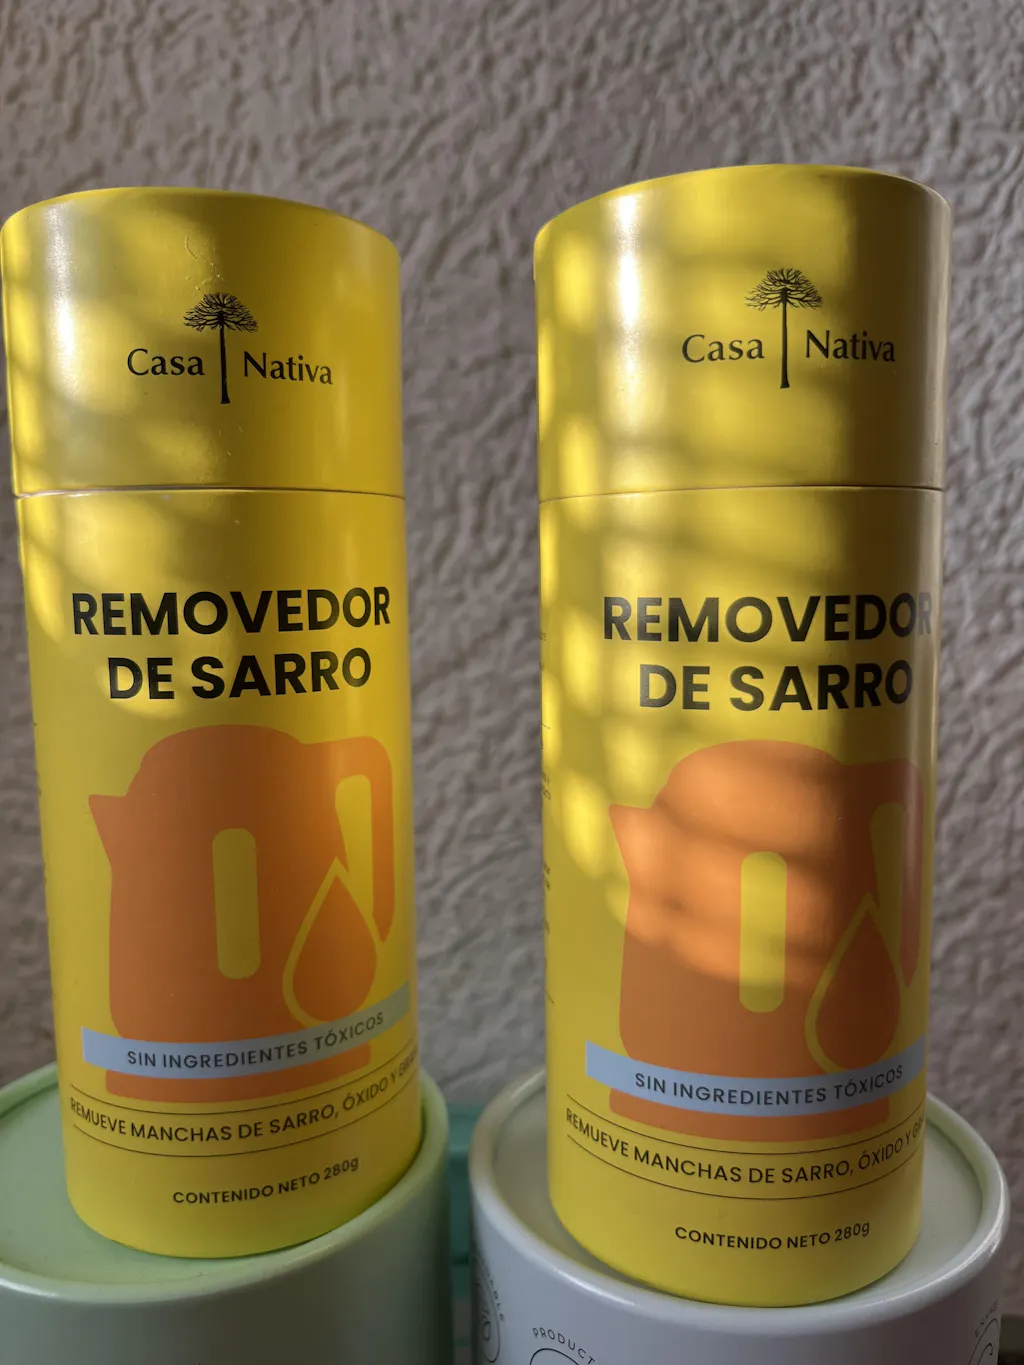 Casa Nativa
REMOVEDOR
DE SARRO
SIN INGREDIENTES TÓXICOS
REMUEVE MANCHAS DE SARRO, ÓXIDO Y
CONTENIDO NETO 280g
Casa Nativa
REMOVEDOR
DE SARRO
SIN INGREDIENTES TÓXICOS
REMUEVE MANCHAS DE SARRO, ÓXIDO Y
CONTENIDO NETO 280g
PRODUCT